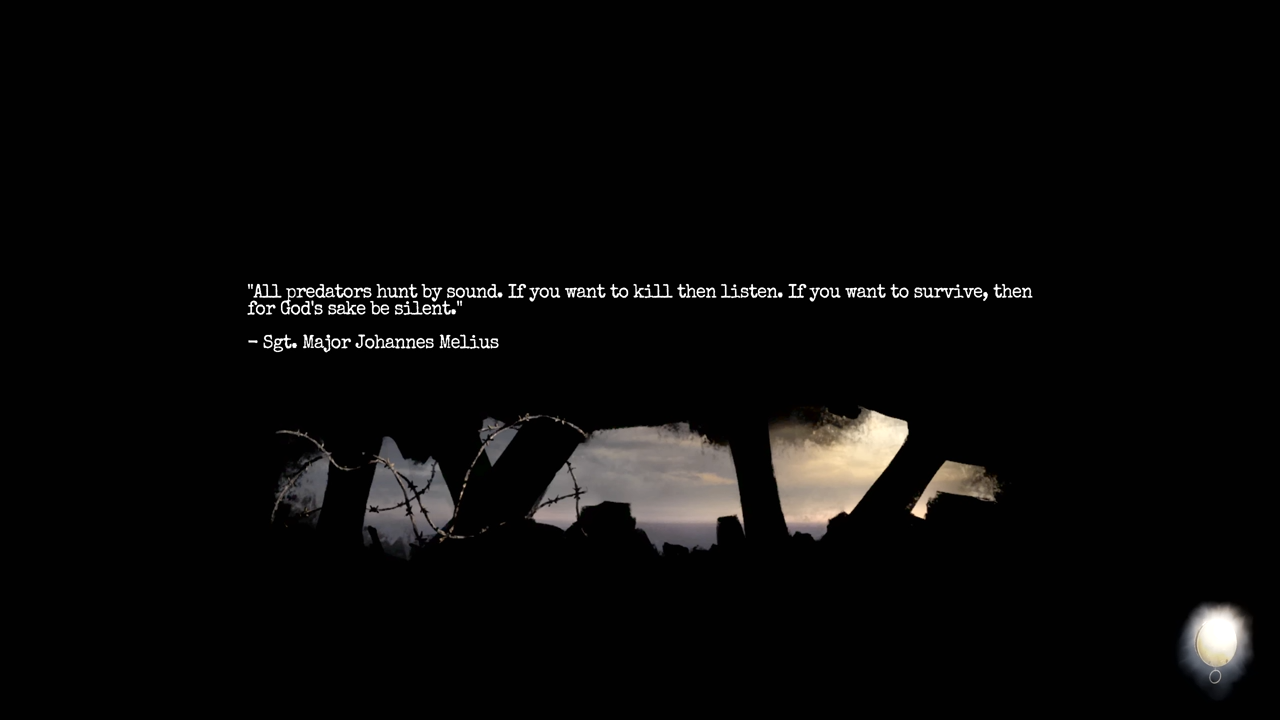 "All predators hunt by sound. If you want to kill then listen. If you want to survive, then
for God's sake be silent."
- Sgt. Major Johannes Melius